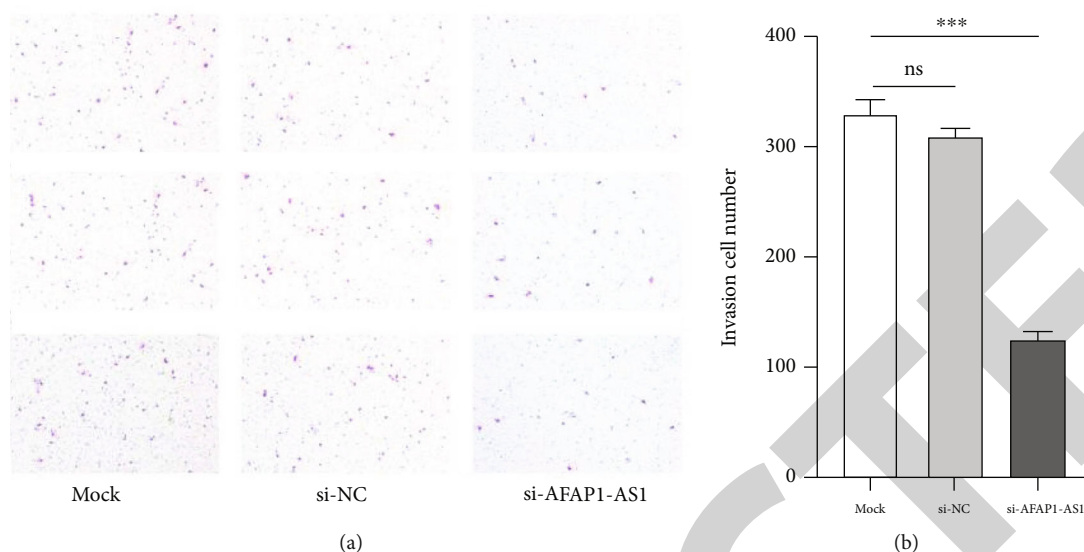 Mock
si-NC
si-AFAP1-AS1
(a)
400
300
200
100
0
Invasion cell number
***
ns
Mock
si-NC
si-AFAP1-AS1
(b)